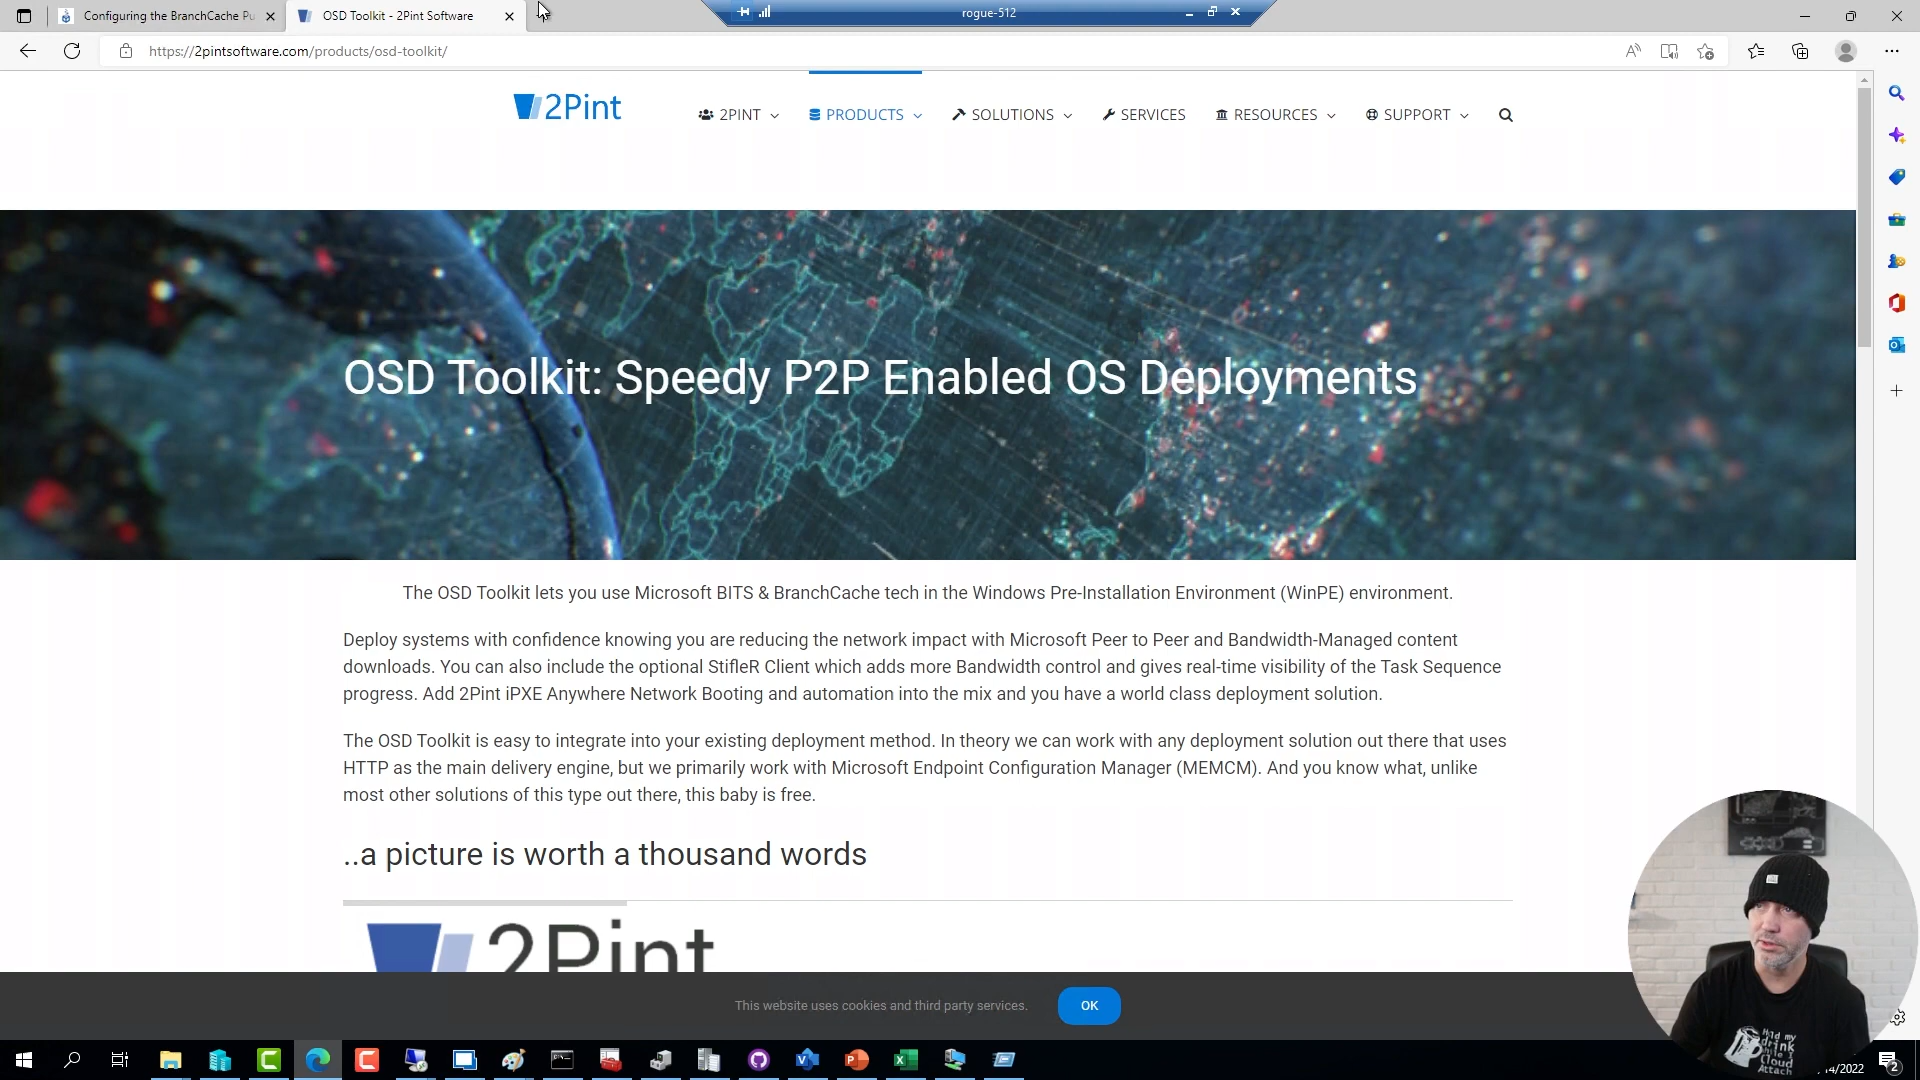 Configuring the BranchCache Pu
OSD Toolkit - 2Pint Software
rogue-512
https://2pintsoftware.com/products/osd-toolkit/
2Pint
2PINT
PRODUCTS
SOLUTIONS
SERVICES
RESOURCES
SUPPORT
OSD Toolkit: Speedy P2P Enabled OS Deployments
The OSD Toolkit lets you use Microsoft BITS & BranchCache tech in the Windows Pre-Installation Environment (WinPE) environment.
Deploy systems with confidence knowing you are reducing the network impact with Microsoft Peer to Peer and Bandwidth-Managed content
downloads. You can also include the optional StifleR Client which adds more Bandwidth control and gives real-time visibility of the Task Sequence
progress. Add 2Pint iPXE Anywhere Network Booting and automation into the mix and you have a world class deployment solution.
The OSD Toolkit is easy to integrate into your existing deployment method. In theory we can work with any deployment solution out there that uses
HTTP as the main delivery engine, but we primarily work with Microsoft Endpoint Configuration Manager (MEMCM). And you know what, unlike
most other solutions of this type out there, this baby is free.
..a picture is worth a thousand words
2Pint
This website uses cookies and third party services.
OK
Hold my
drink
while I
Cloud
Attach
14/2022
2